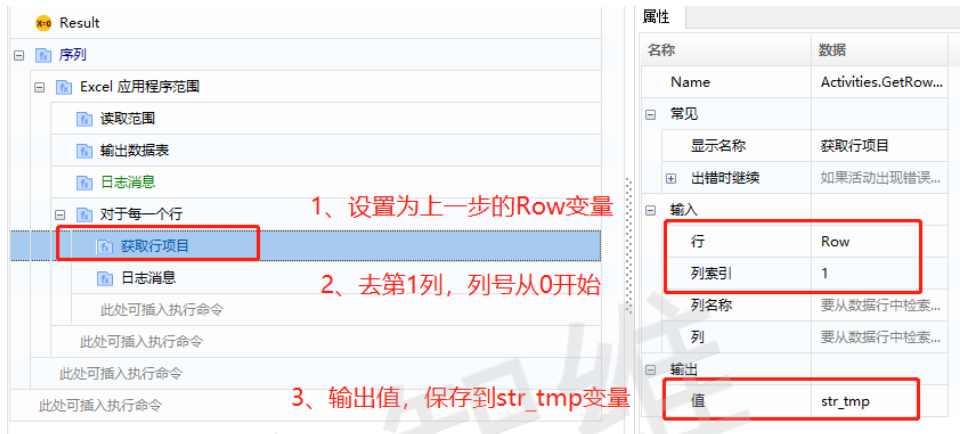 Result
序列
Excel 应用程序范围
读取范围
输出数据表
日志消息
对于每一个行
获取行项目
日志消息
此处可插入执行命令
此处可插入执行命令
此处可插入执行命令
此处可插入执行命令
1、设置为上一步的Row变量
2、去第1列，列号从0开始
3、输出值，保存到str_tmp变量
属性
名称 数据
Name Activities.GetRow...
常见
显示名称 获取行项目
出错时继续 如果活动出现错误...
输入
行 Row
列索引 1
列名称 要从数据行中检索...
列 要从数据行中检索...
输出
值 str_tmp